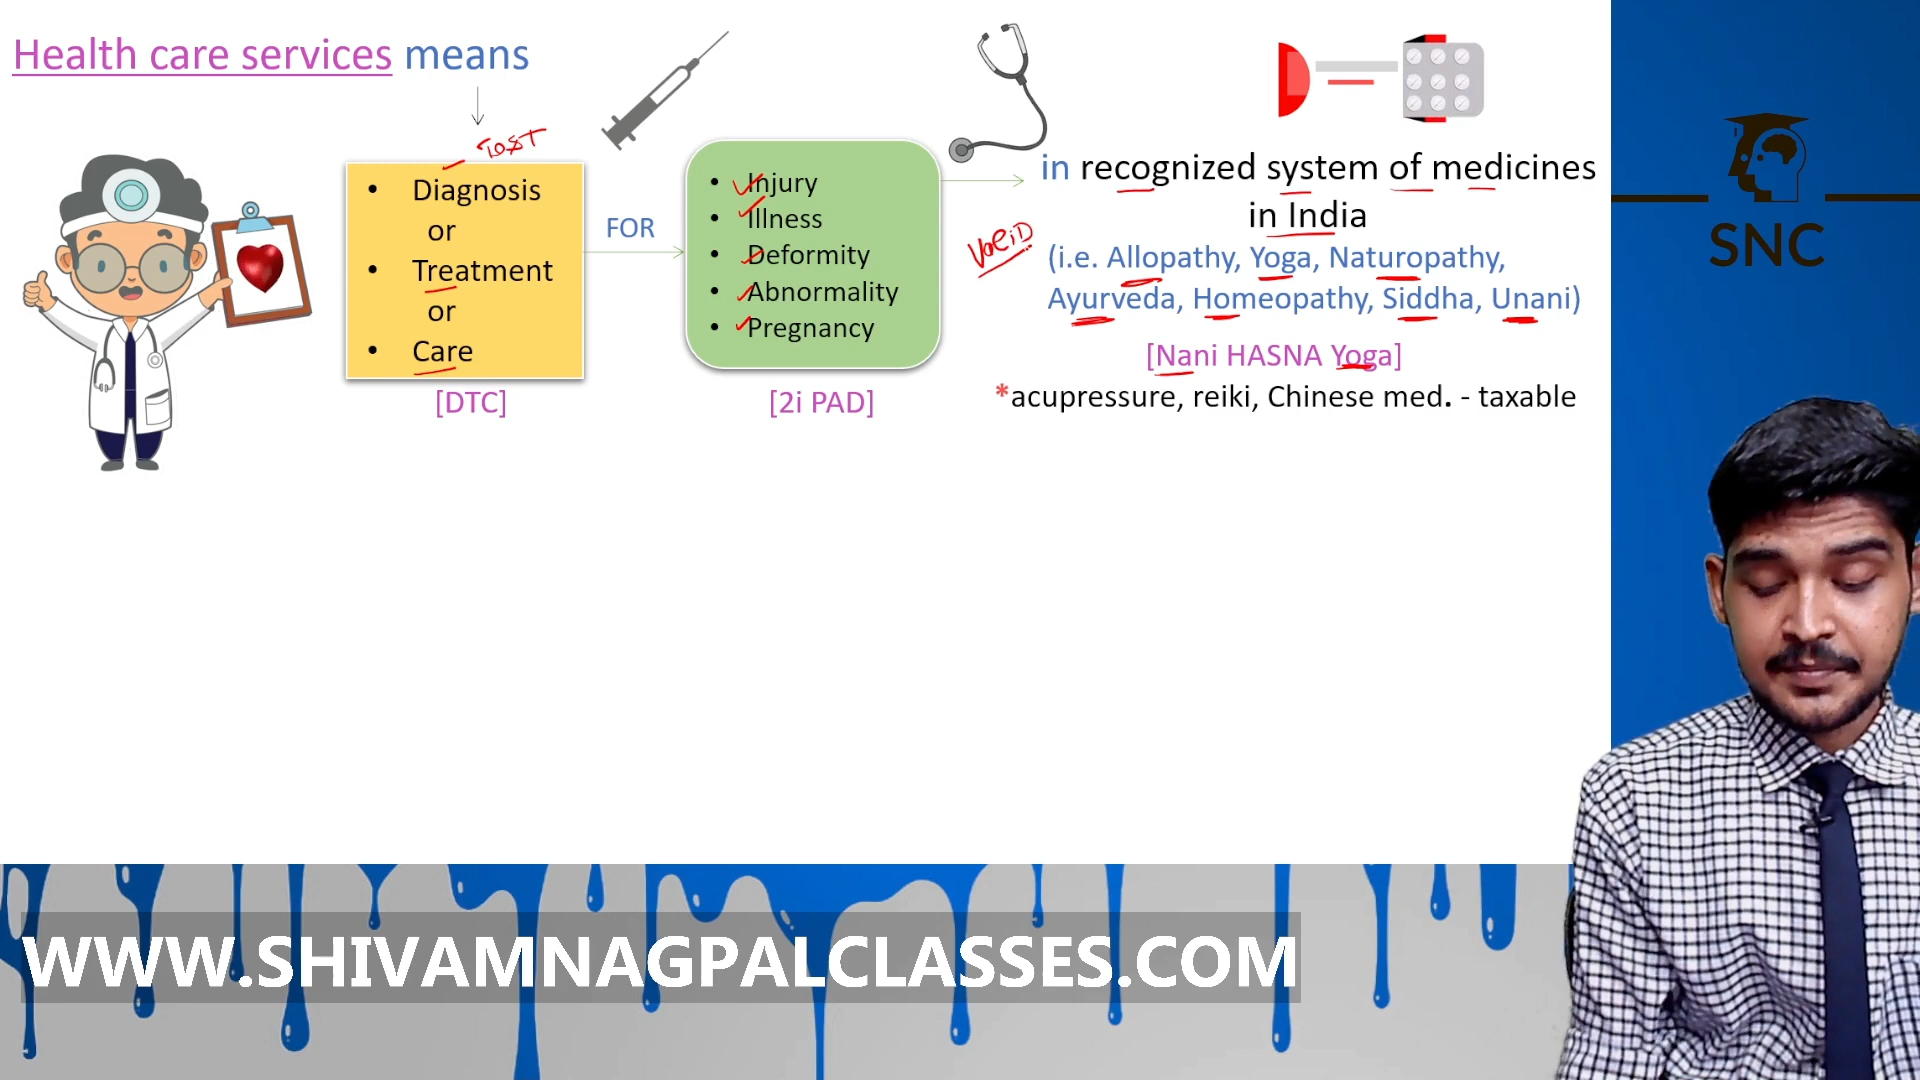 Health care services means
TesT
• Diagnosis
or
• Treatment
or
• Care
[DTC]
FOR
• Injury
• Illness
• Deformity
• Abnormality
• Pregnancy
[2i PAD]
in recognized system of medicines
in India
VaLiD
(i.e. Allopathy, Yoga, Naturopathy,
Ayurveda, Homeopathy, Siddha, Unani)
[Nani HASNA Yoga]
*acupressure, reiki, Chinese med. - taxable
SNC
WWW.SHIVAMNAGPALCLASSES.COM